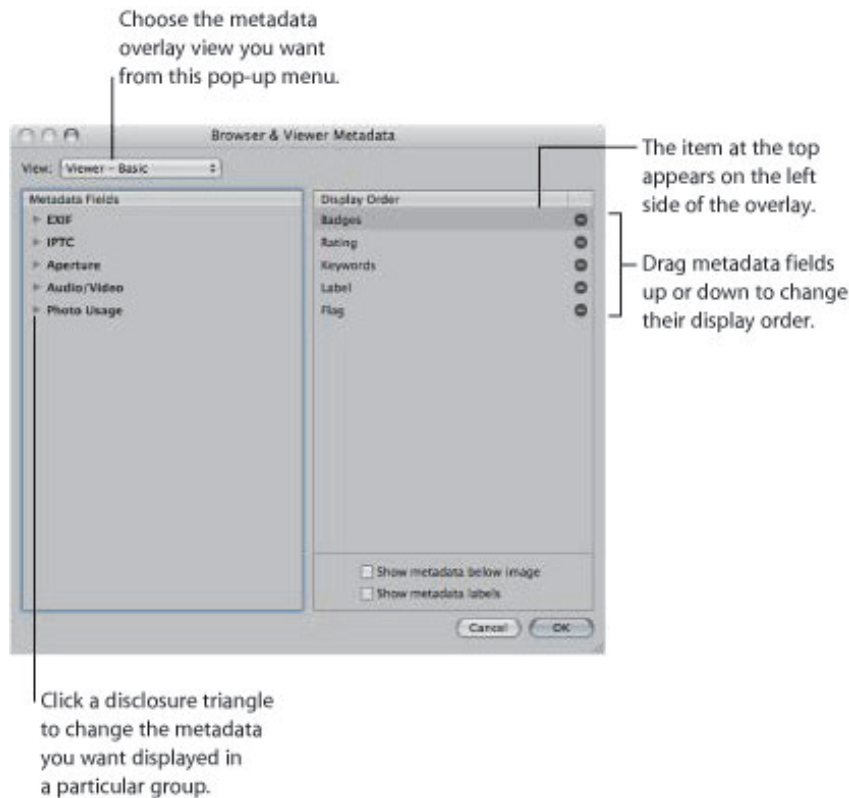 Choose the metadata
overlay view you want
from this pop-up menu.
Browser & Viewer Metadata
View: Viewer – Basic
Metadata Fields
EXIF
IPTC
Aperture
Audio/Video
Photo Usage
Display Order
Badges
Rating
Keywords
Label
Flag
Show metadata below image
Show metadata labels
Cancel
OK
The item at the top
appears on the left
side of the overlay.
Drag metadata fields
up or down to change
their display order.
Click a disclosure triangle
to change the metadata
you want displayed in
a particular group.